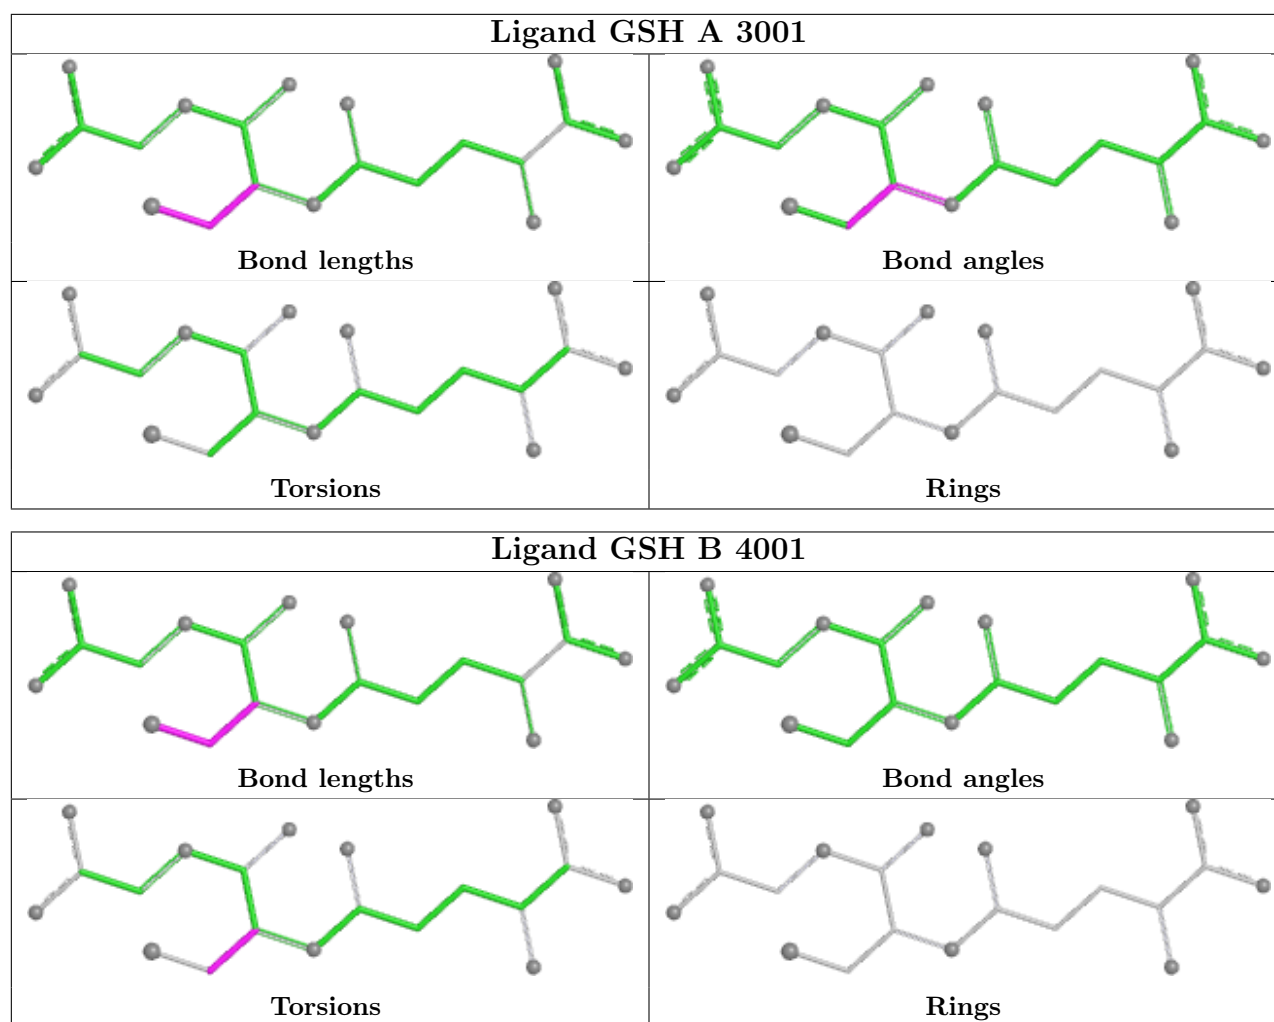 Ligand GSH A 3001
Bond lengths
Bond angles
Torsions
Rings
Ligand GSH B 4001
Bond lengths
Bond angles
Torsions
Rings